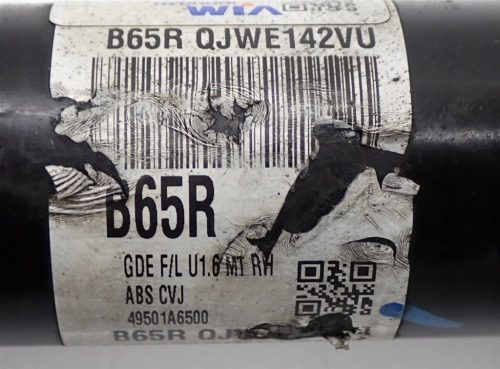 B65R QJWE142VU
B65R
GDE F/L U1.6 MT RH
ABS CVJ
49501A6500
B65R